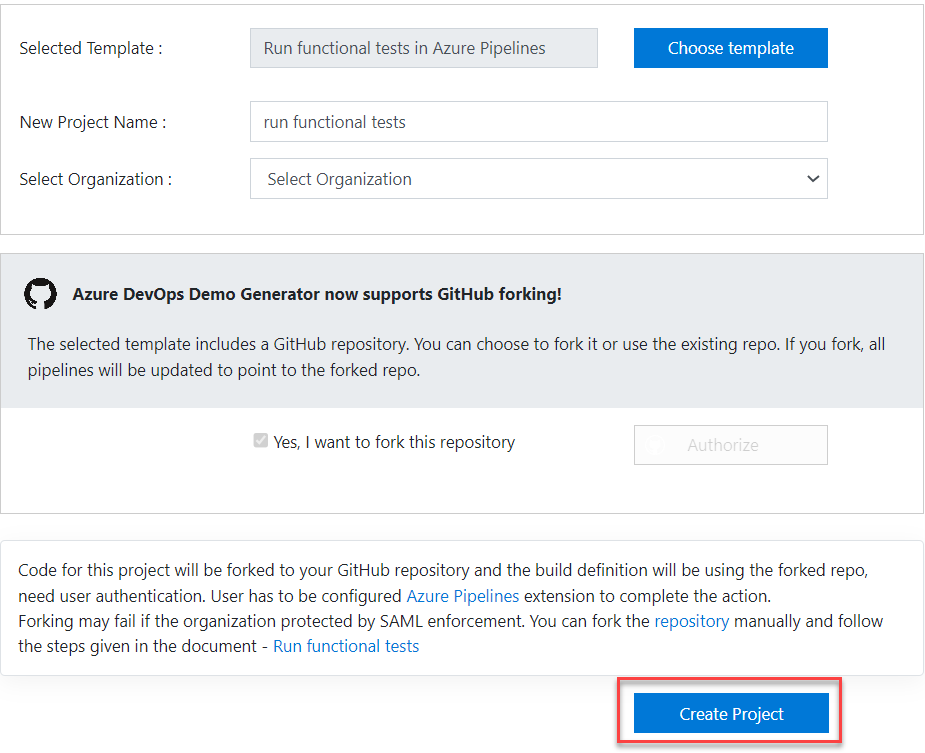 Selected Template : Run functional tests in Azure Pipelines Choose template
New Project Name : run functional tests
Select Organization : Select Organization
Azure DevOps Demo Generator now supports GitHub forking!
The selected template includes a GitHub repository. You can choose to fork it or use the existing repo. If you fork, all
pipelines will be updated to point to the forked repo.
Yes, I want to fork this repository Authorize
Code for this project will be forked to your GitHub repository and the build definition will be using the forked repo,
need user authentication. User has to be configured Azure Pipelines extension to complete the action.
Forking may fail if the organization protected by SAML enforcement. You can fork the repository manually and follow
the steps given in the document - Run functional tests
Create Project